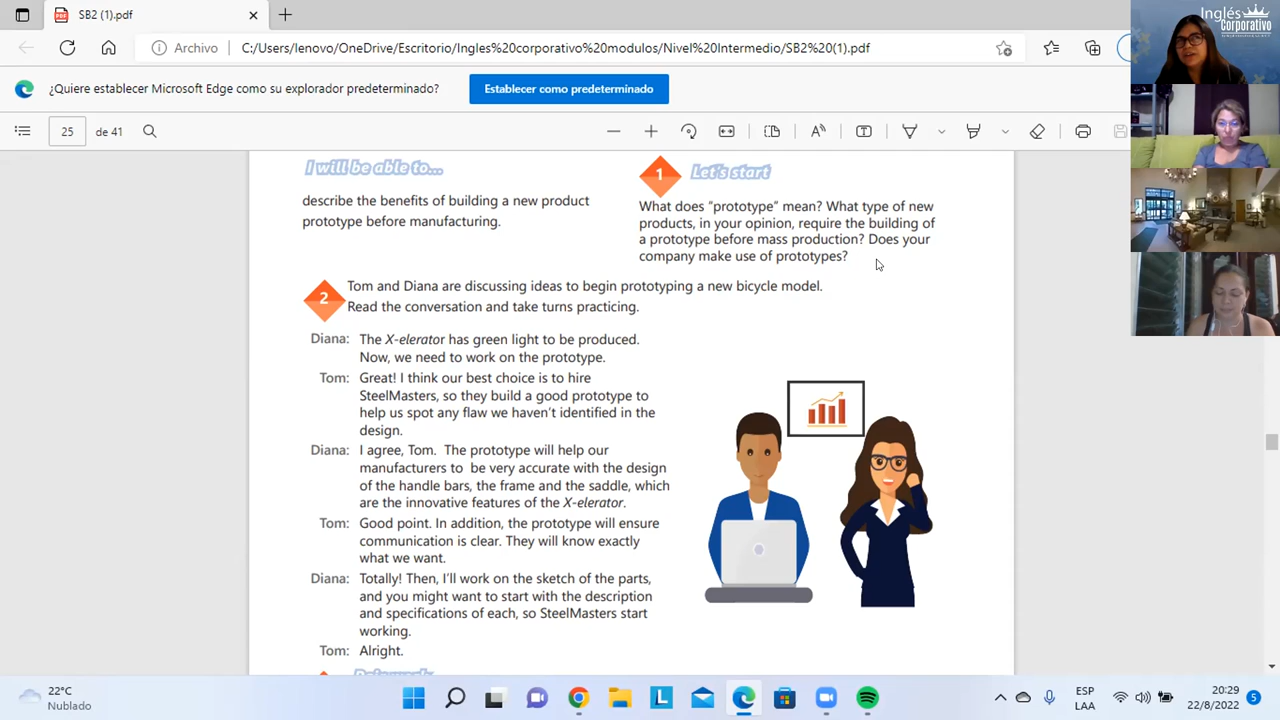 SB2 (1).pdf
Archivo
C:/Users/lenovo/OneDrive/Escritorio/Ingles%20corporativo%20modulos/Nivel%20Intermedio/SB2%20(1).pdf
¿Quiere establecer Microsoft Edge como su explorador predeterminado?
Establecer como predeterminado
25
de 41
I will be able to...
describe the benefits of building a new product
prototype before manufacturing.
1
Let's start
What does "prototype" mean? What type of new
products, in your opinion, require the building of
a prototype before mass production? Does your
company make use of prototypes?
2
Tom and Diana are discussing ideas to begin prototyping a new bicycle model.
Read the conversation and take turns practicing.
Diana: The X-elerator has green light to be produced.
Now, we need to work on the prototype.
Tom: Great! I think our best choice is to hire
SteelMasters, so they build a good prototype to
help us spot any flaw we haven't identified in the
design.
Diana: I agree, Tom. The prototype will help our
manufacturers to be very accurate with the design
of the handle bars, the frame and the saddle, which
are the innovative features of the X-elerator.
Tom: Good point. In addition, the prototype will ensure
communication is clear. They will know exactly
what we want.
Diana: Totally! Then, I'll work on the sketch of the parts,
and you might want to start with the description
and specifications of each, so SteelMasters start
working.
Tom: Alright.
Inglés
Corporativo
22°C
Nublado
ESP
LAA
20:29
22/8/2022
5